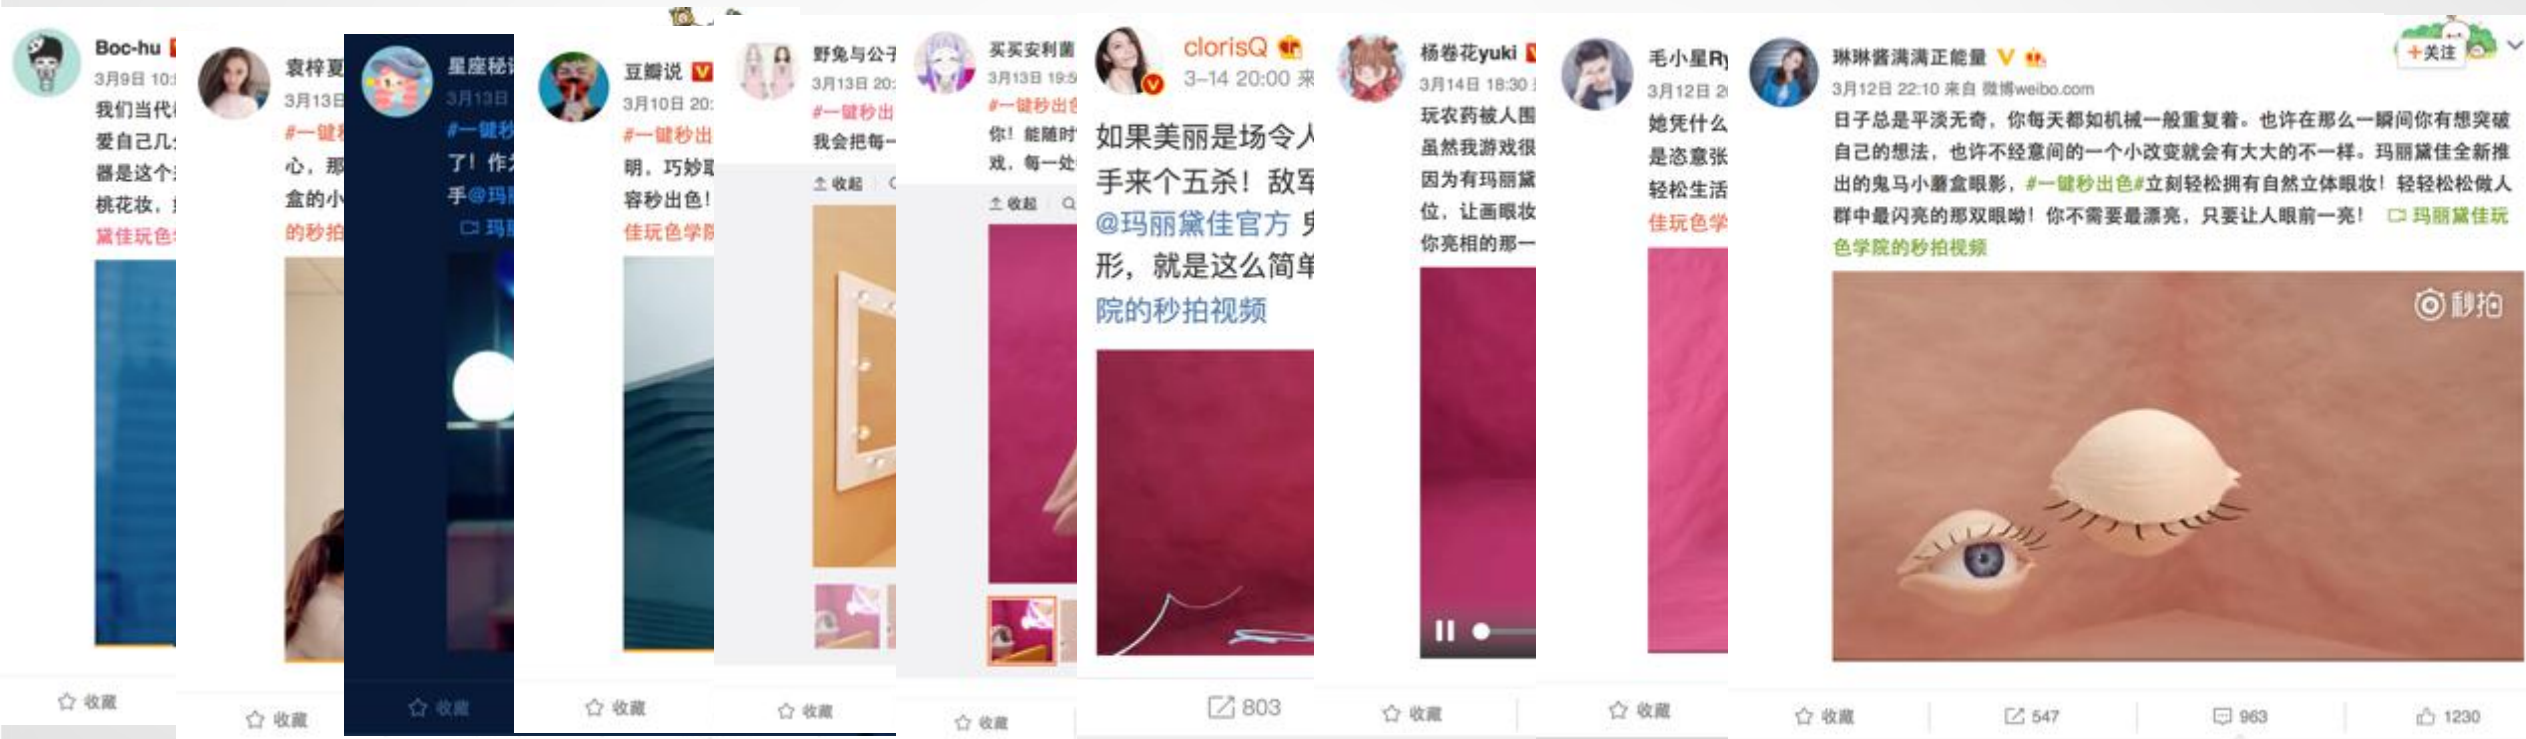 Boc-hu
3月9日 10:
我们当代
爱自己几
器是这个
桃花妆，
黛佳玩色
收藏
袁梓夏
3月13日
#一键
心，那
盒的小
的秒拍
收藏
星座秘
3月13日
#一键秒
了！作
手@玛
玛
收藏
豆瓣说
3月10日 20:
#一键秒出
明，巧妙
容秒出色！
佳玩色学院
收藏
野兔与公子
3月13日 20:
#一键秒出
我会把每一
收起
收藏
买买安利菌
3月13日 19:5
#一键秒出色
你！能随时
戏，每一处
收起
收藏
clorisQ
3-14 20:00 来
如果美丽是场令人
手来个五杀！敌军
@玛丽黛佳官方
形，就是这么简单
院的秒拍视频
803
杨卷花yuki
3月14日 18:30
玩农药被人围
虽然我游戏很
因为有玛丽黛
位，让画眼妆
你亮相的那一
收藏
毛小星Ry
3月12日 2
她凭什么
是恣意张
轻松生活
佳玩色学
收藏
琳琳酱满满正能量
+关注
3月12日 22:10 来自 微博weibo.com
日子总是平淡无奇，你每天都如机械一般重复着。也许在那么一瞬间你有想突破
自己的想法，也许不经意间的一个小改变就会有大大的不一样。玛丽黛佳全新推
出的鬼马小蘑盒眼影，#一键秒出色#立刻轻松拥有自然立体眼妆！轻轻松松做人
群中最闪亮的那双眼呦！你不需要最漂亮，只要让人眼前一亮！ 玛丽黛佳玩
色学院的秒拍视频
秒拍
收藏
547
963
1230